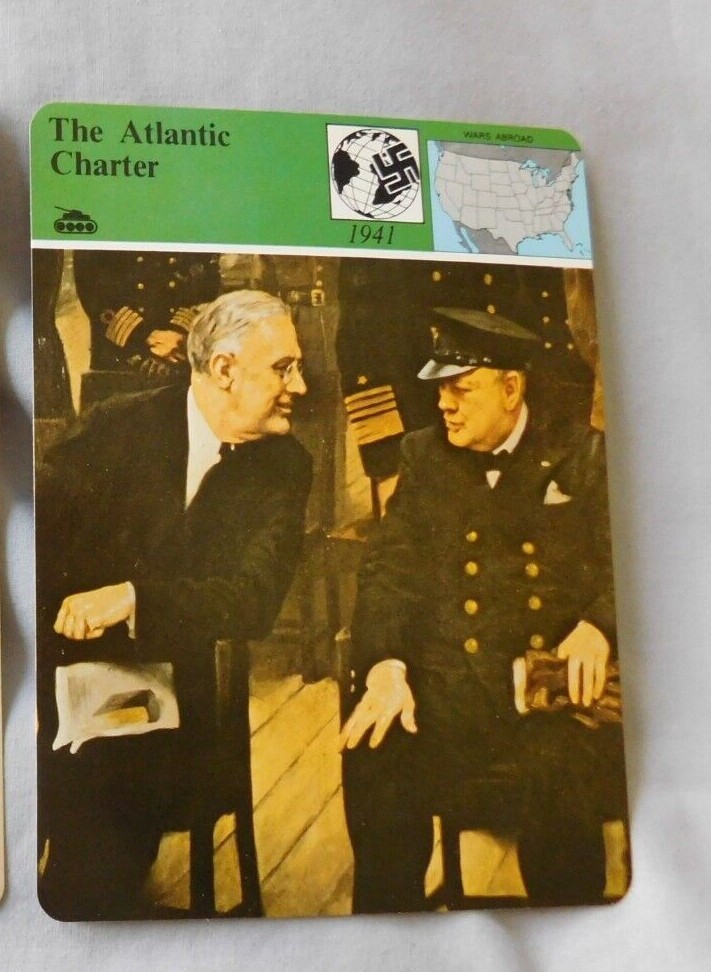 The Atlantic
Charter
1941
WARS ABROAD